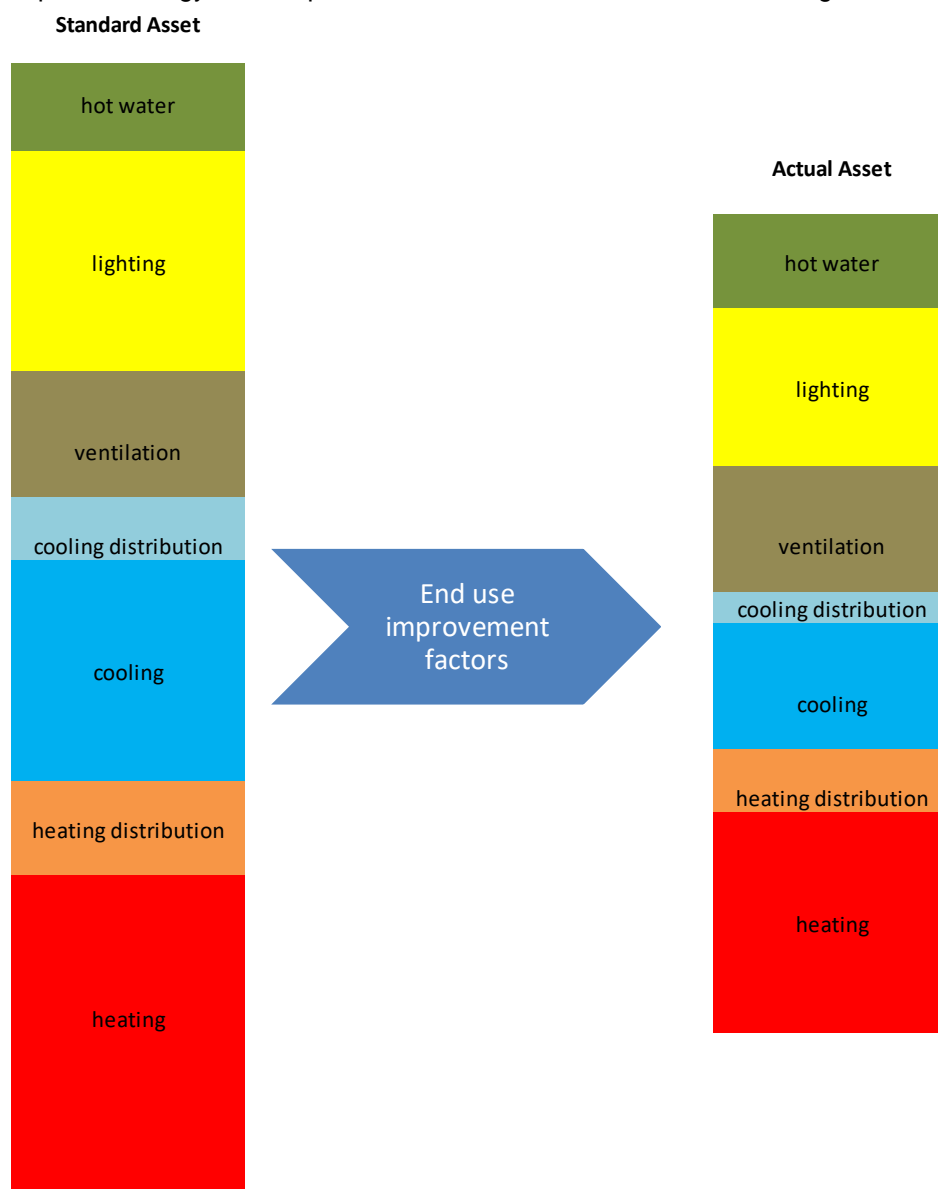 Standard Asset
hot water
lighting
ventilation
cooling distribution
cooling
heating distribution
heating
End use
improvement
factors
Actual Asset
hot water
lighting
ventilation
cooling distribution
cooling
heating distribution
heating